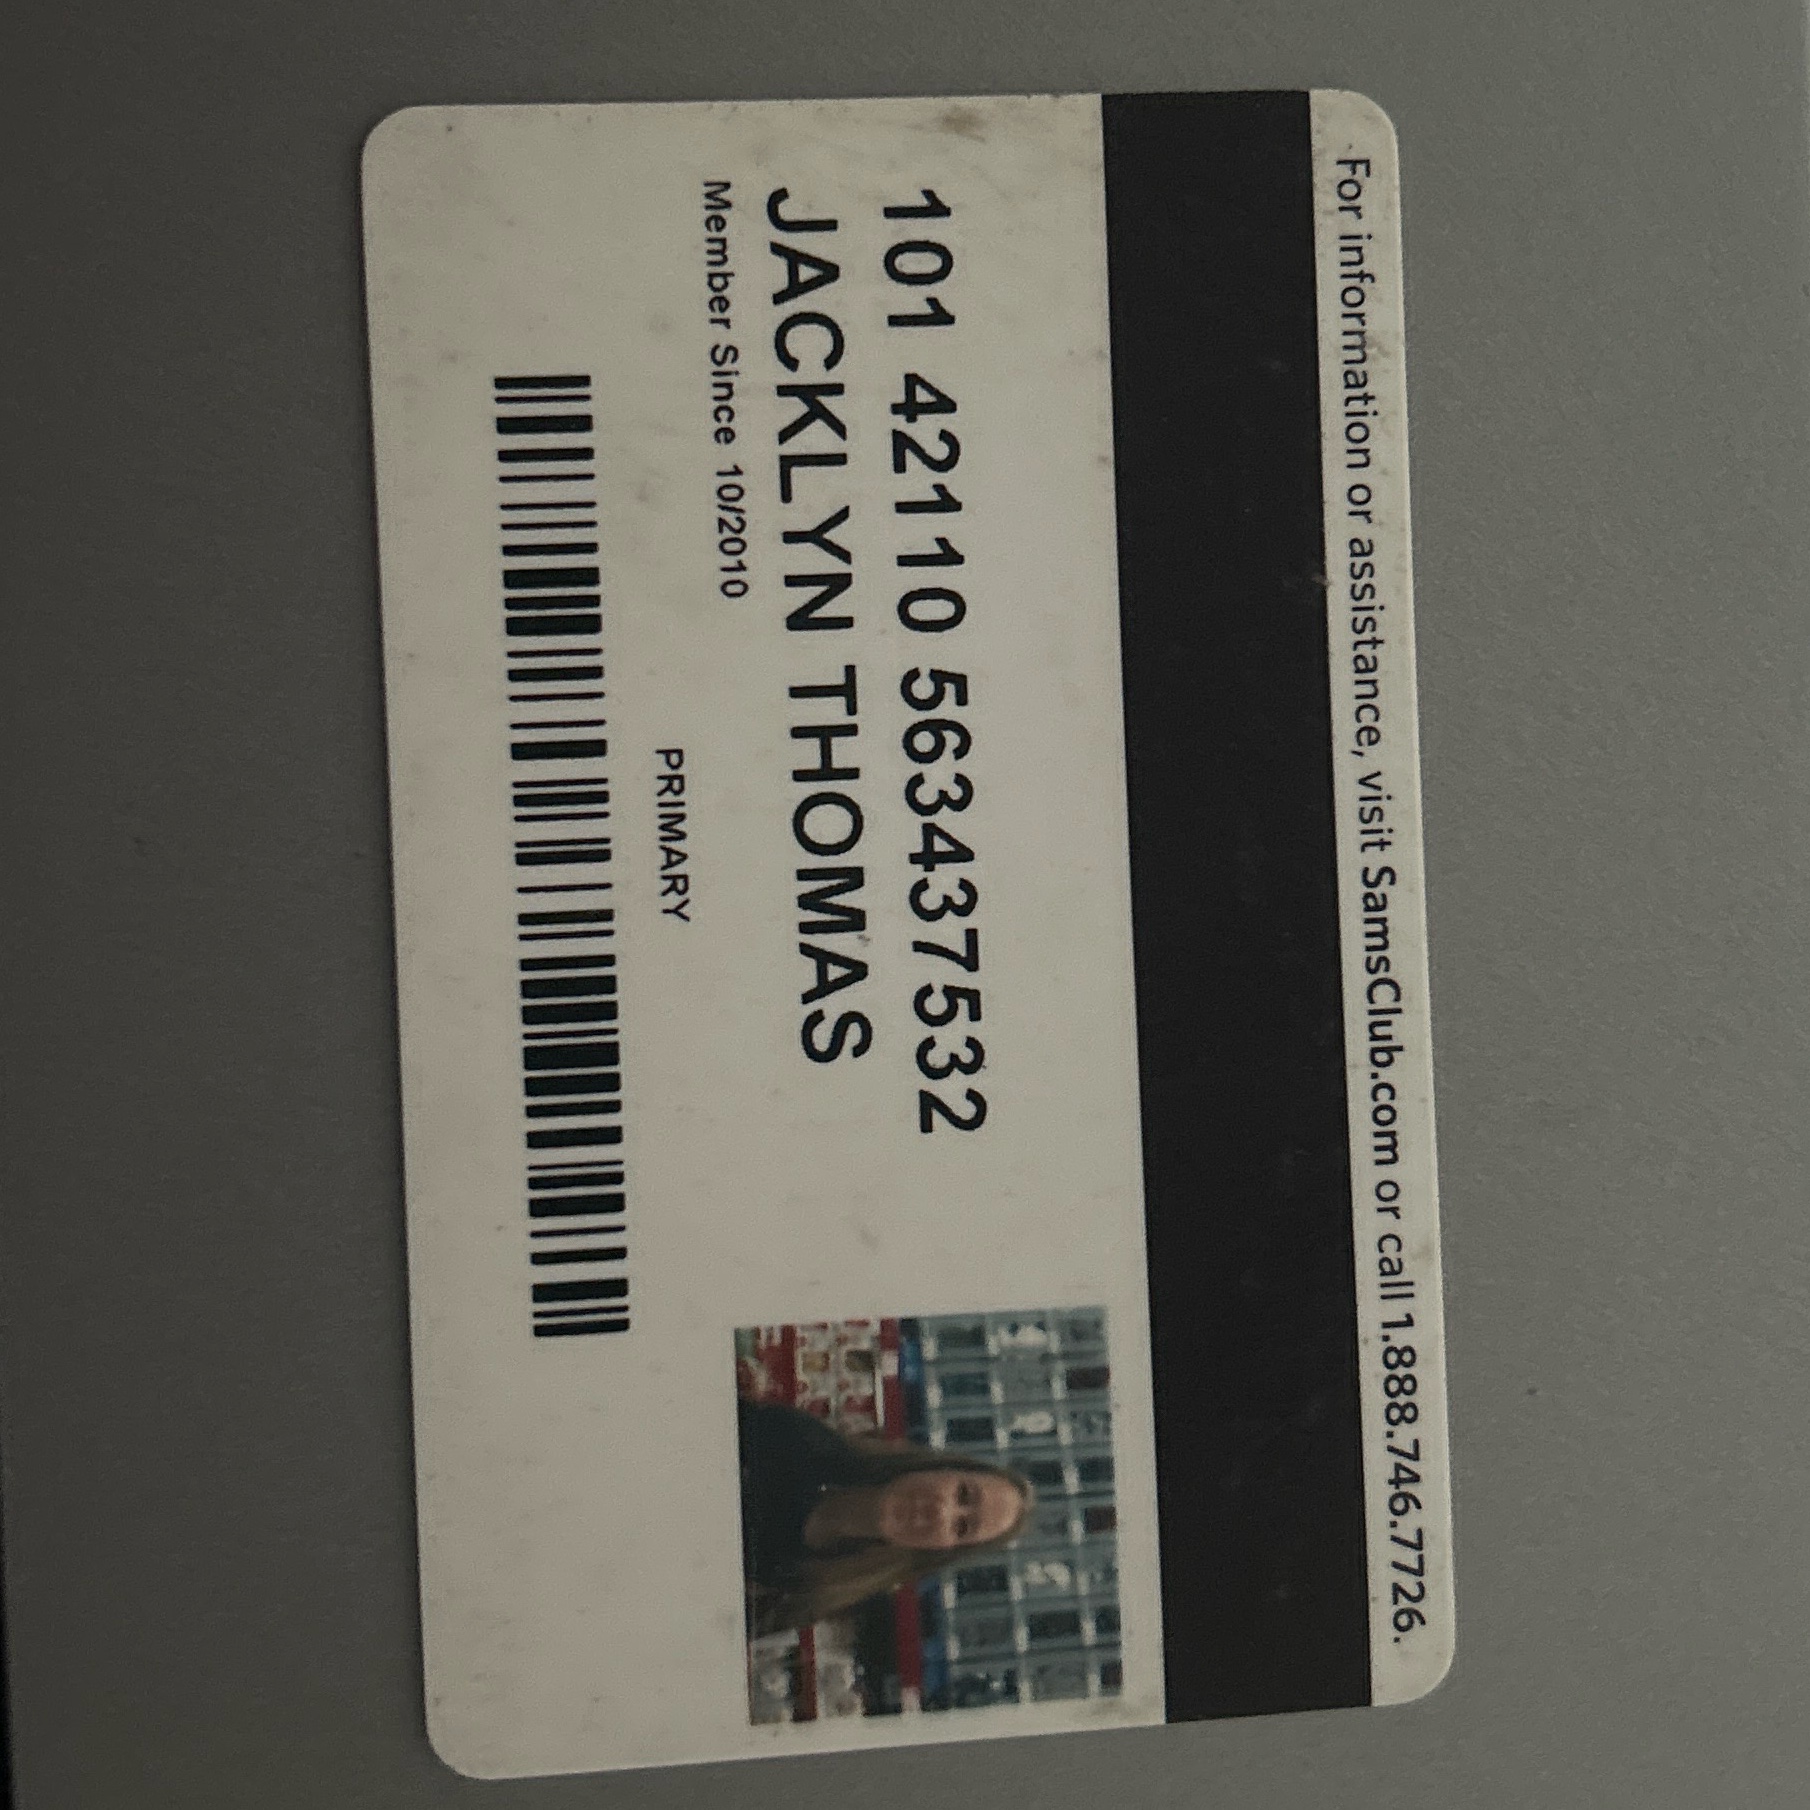 For information or assistance, visit SamsClub.com or call 1.888.746.7726.
101 42110 563437532
JACKLYN THOMAS
Member Since 10/2010
PRIMARY